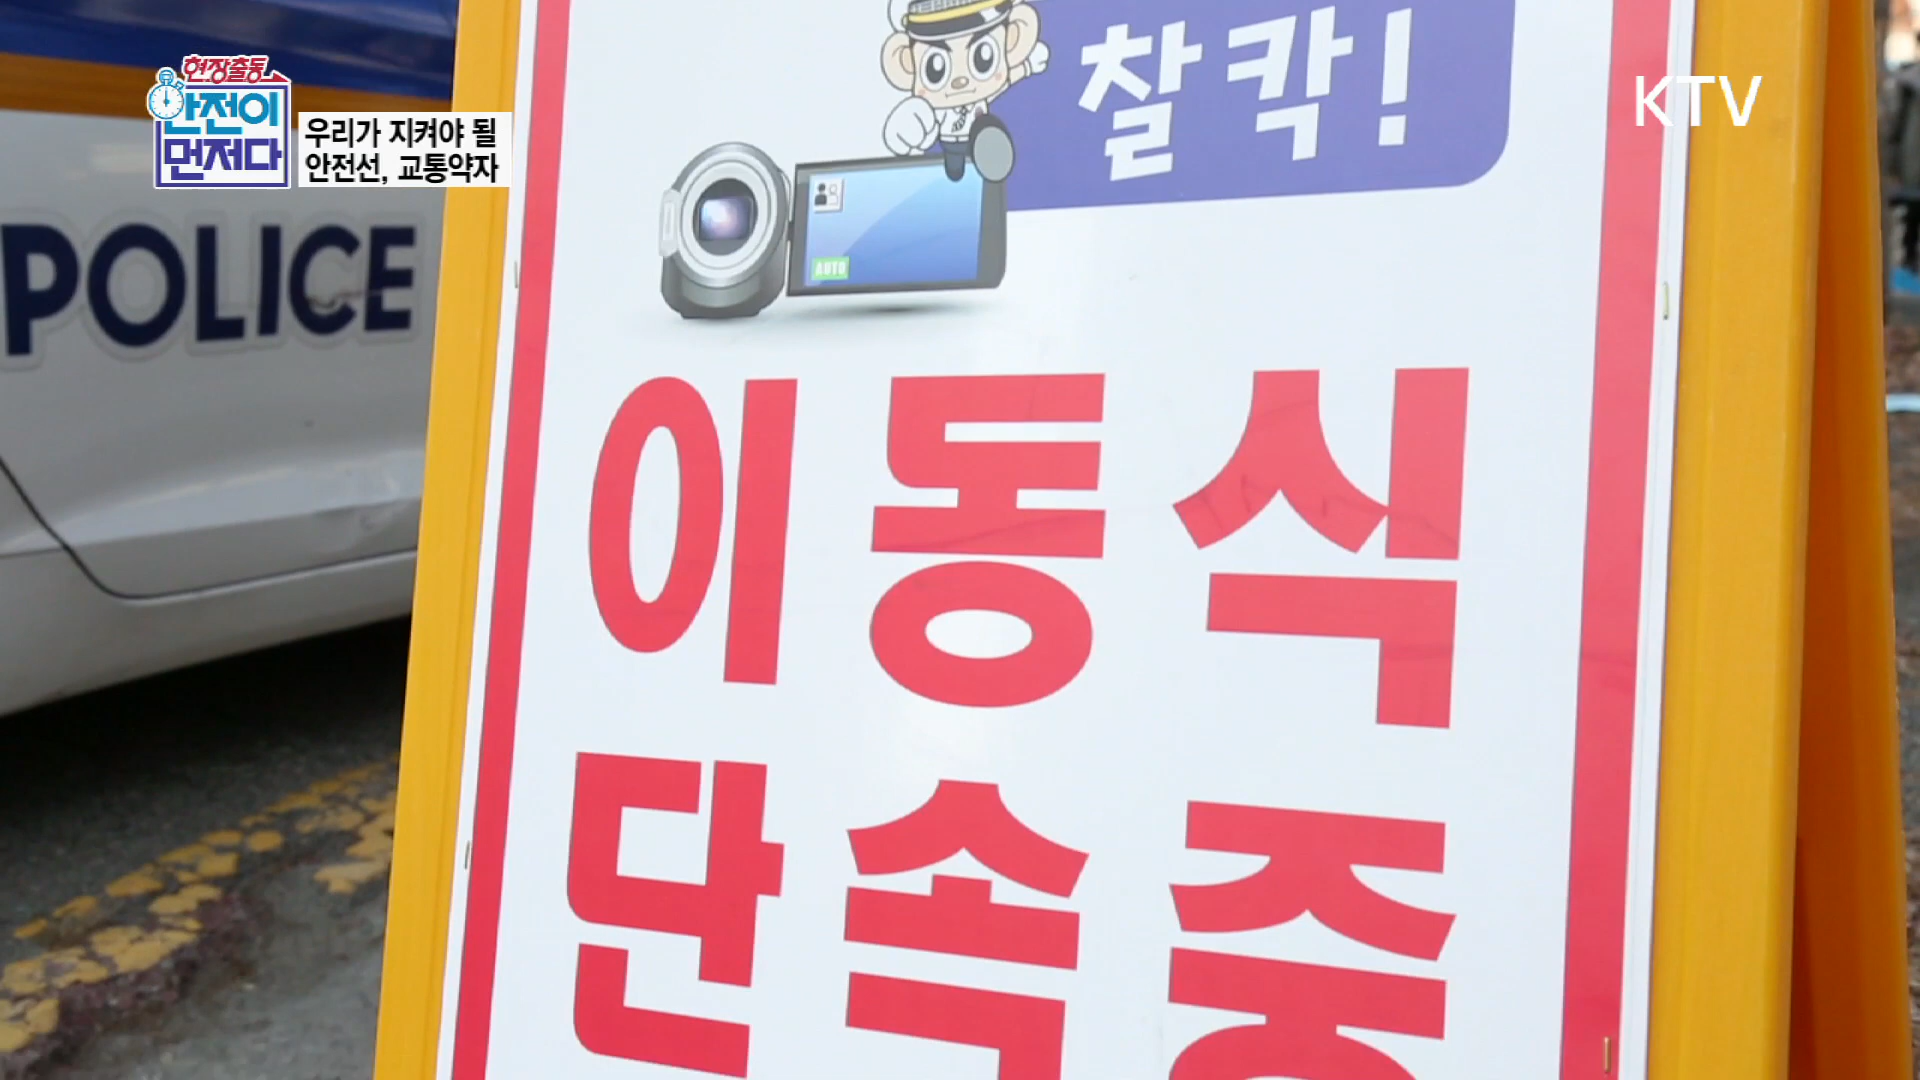 현장출동
안전이
먼저다
우리가 지켜야 될
안전선, 교통약자
KTV
POLICE
찰칵!
AUTO
이동식
단속중